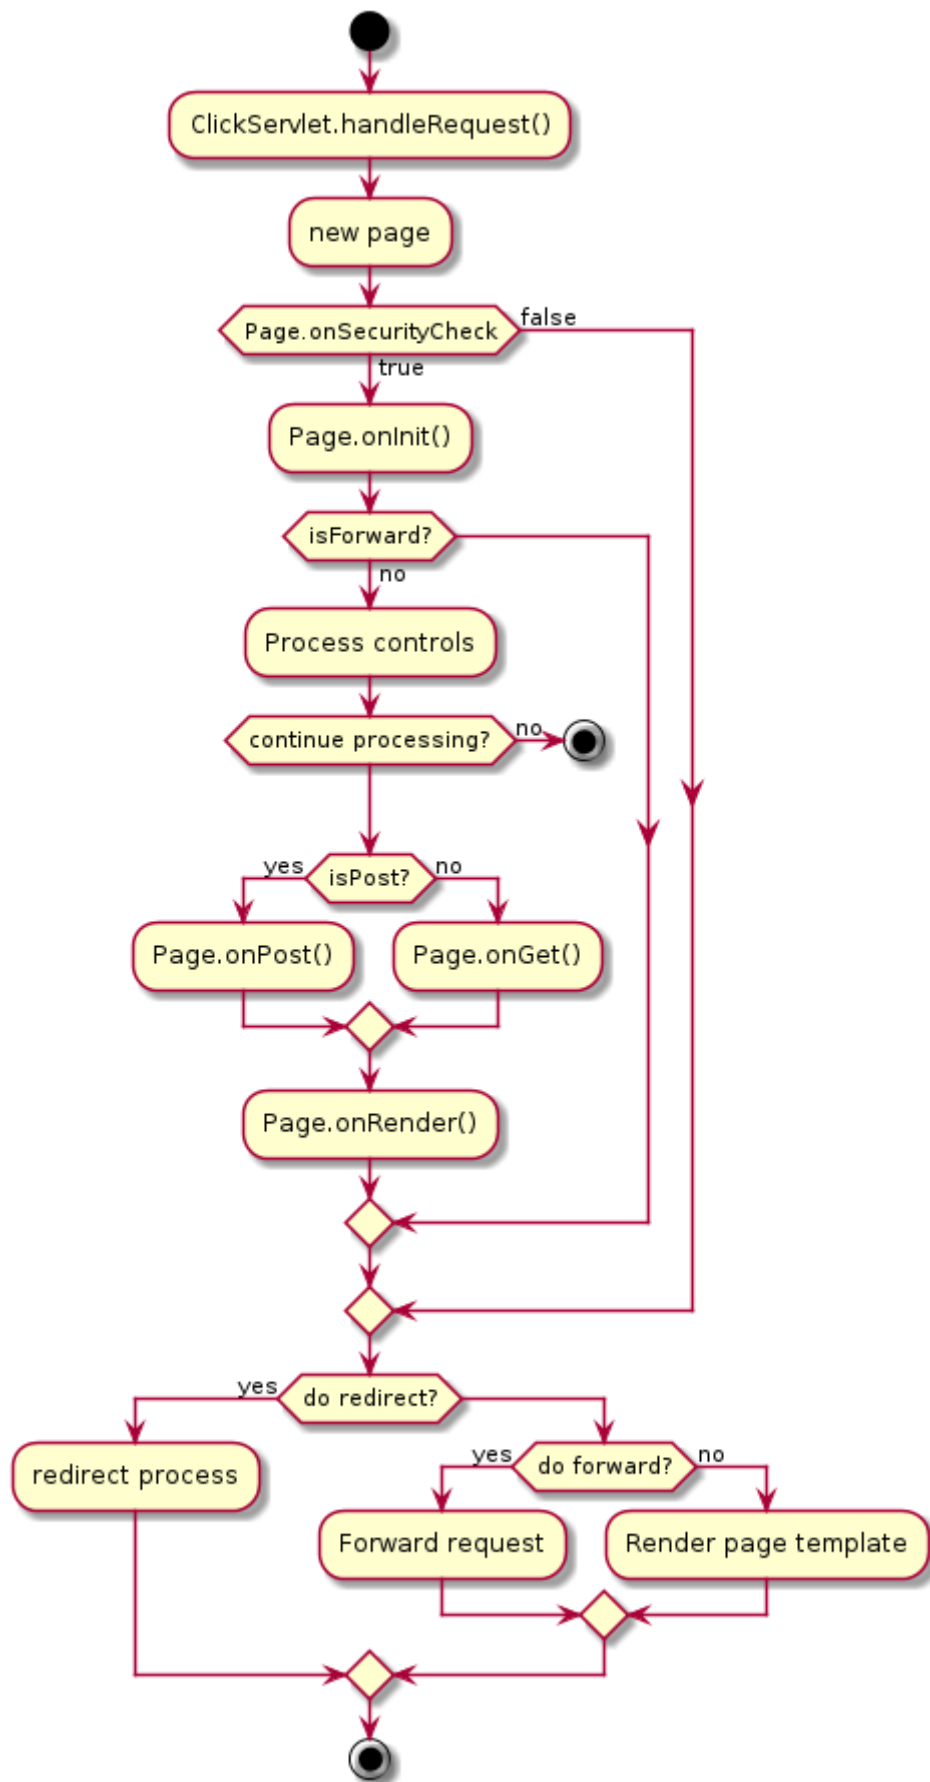 ClickServlet.handleRequest()
new page
Page.onSecurityCheck
false
true
Page.onInit()
isForward?
no
Process controls
continue processing?
no
yes
isPost?
no
Page.onPost()
Page.onGet()
Page.onRender()
yes
do redirect?
redirect process
yes
do forward?
no
Forward request
Render page template